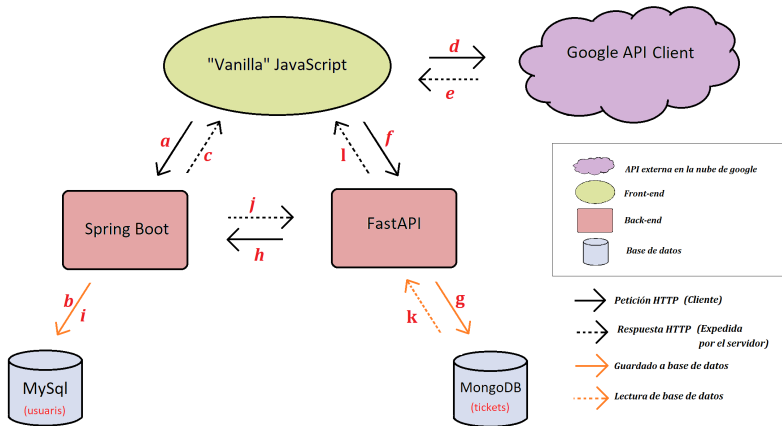 "Vanilla" JavaScript
d
Google API Client
e
a
c
l
f
API externa en la nube de google
Front-end
Back-end
Base de datos
Spring Boot
j
h
FastAPI
b
i
k
g
Petición HTTP (Cliente)
Respuesta HTTP (Expedida
por el servidor)
Guardado a base de datos
Lectura de base de datos
MySql
(usuaris)
MongoDB
(tickets)